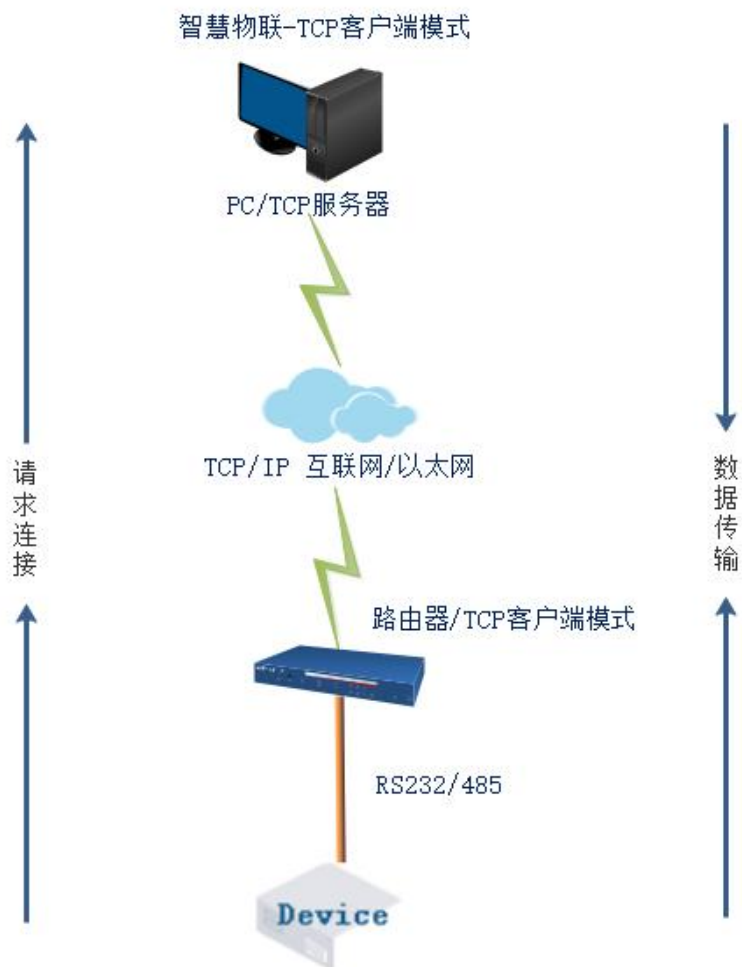 智慧物联-TCP客户端模式
PC/TCP服务器
TCP/IP 互联网/以太网
请求连接
数据传输
路由器/TCP客户端模式
RS232/485
Device